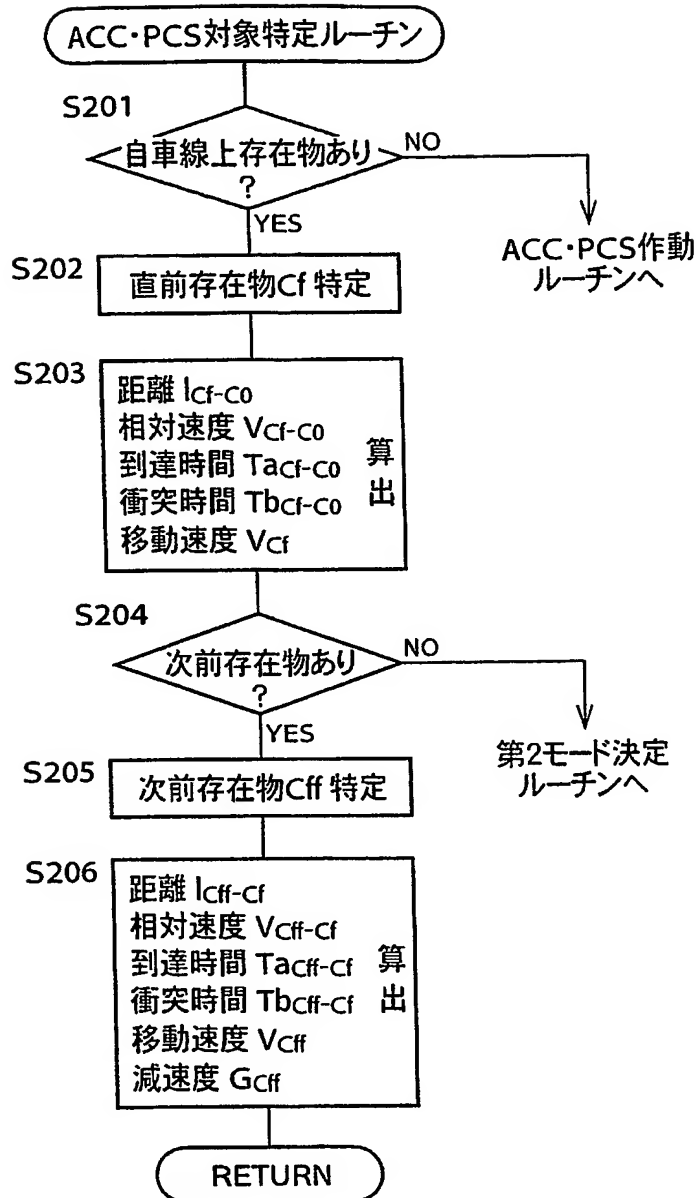 ACC・PCS対象特定ルーチン
S201
自車線上存在物あり
?
NO
YES
ACC・PCS作動
ルーチンへ
S202
直前存在物Cf 特定
S203
距離 lCf-C0
相対速度 VCf-C0
到達時間 TaCf-C0
衝突時間 TbCf-C0
移動速度 VCf
算出
S204
次前存在物あり
?
NO
YES
第2モード決定
ルーチンへ
S205
次前存在物Cff 特定
S206
距離 lCff-Cf
相対速度 VCff-Cf
到達時間 TaCff-Cf
衝突時間 TbCff-Cf
移動速度 VCff
減速度 GCff
算出
RETURN